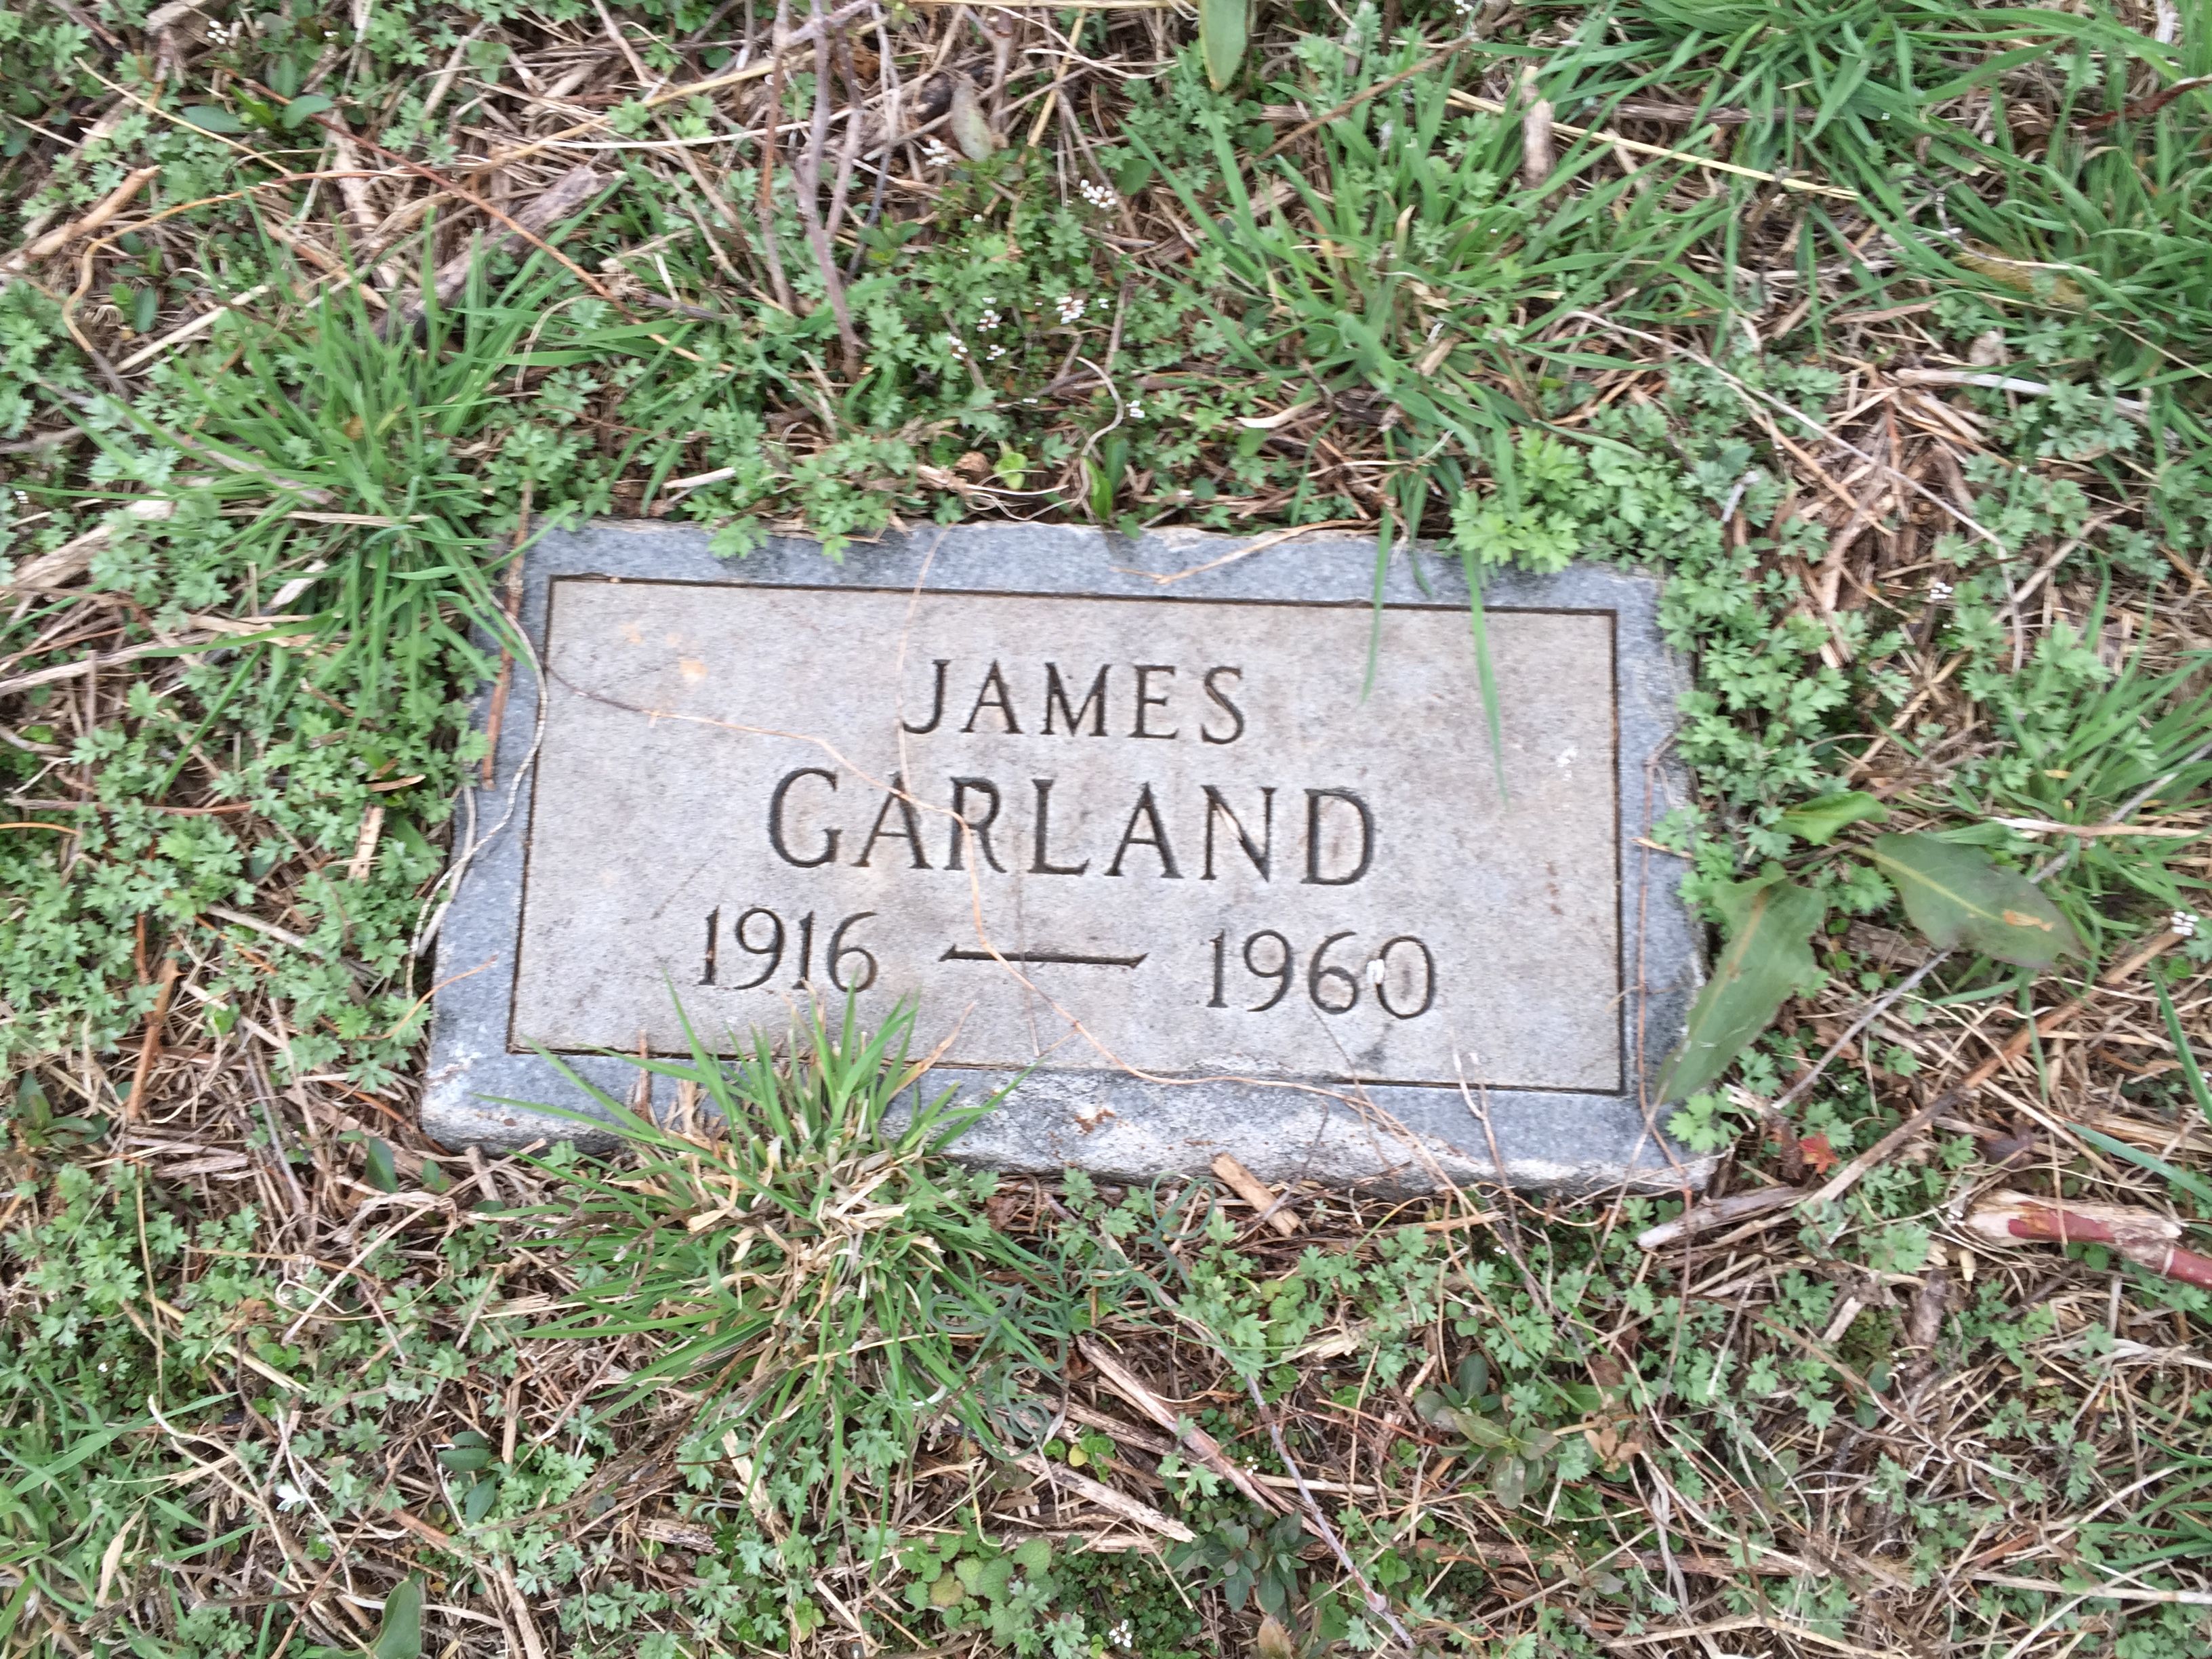 JAMES
GARLAND
1916 — 1960